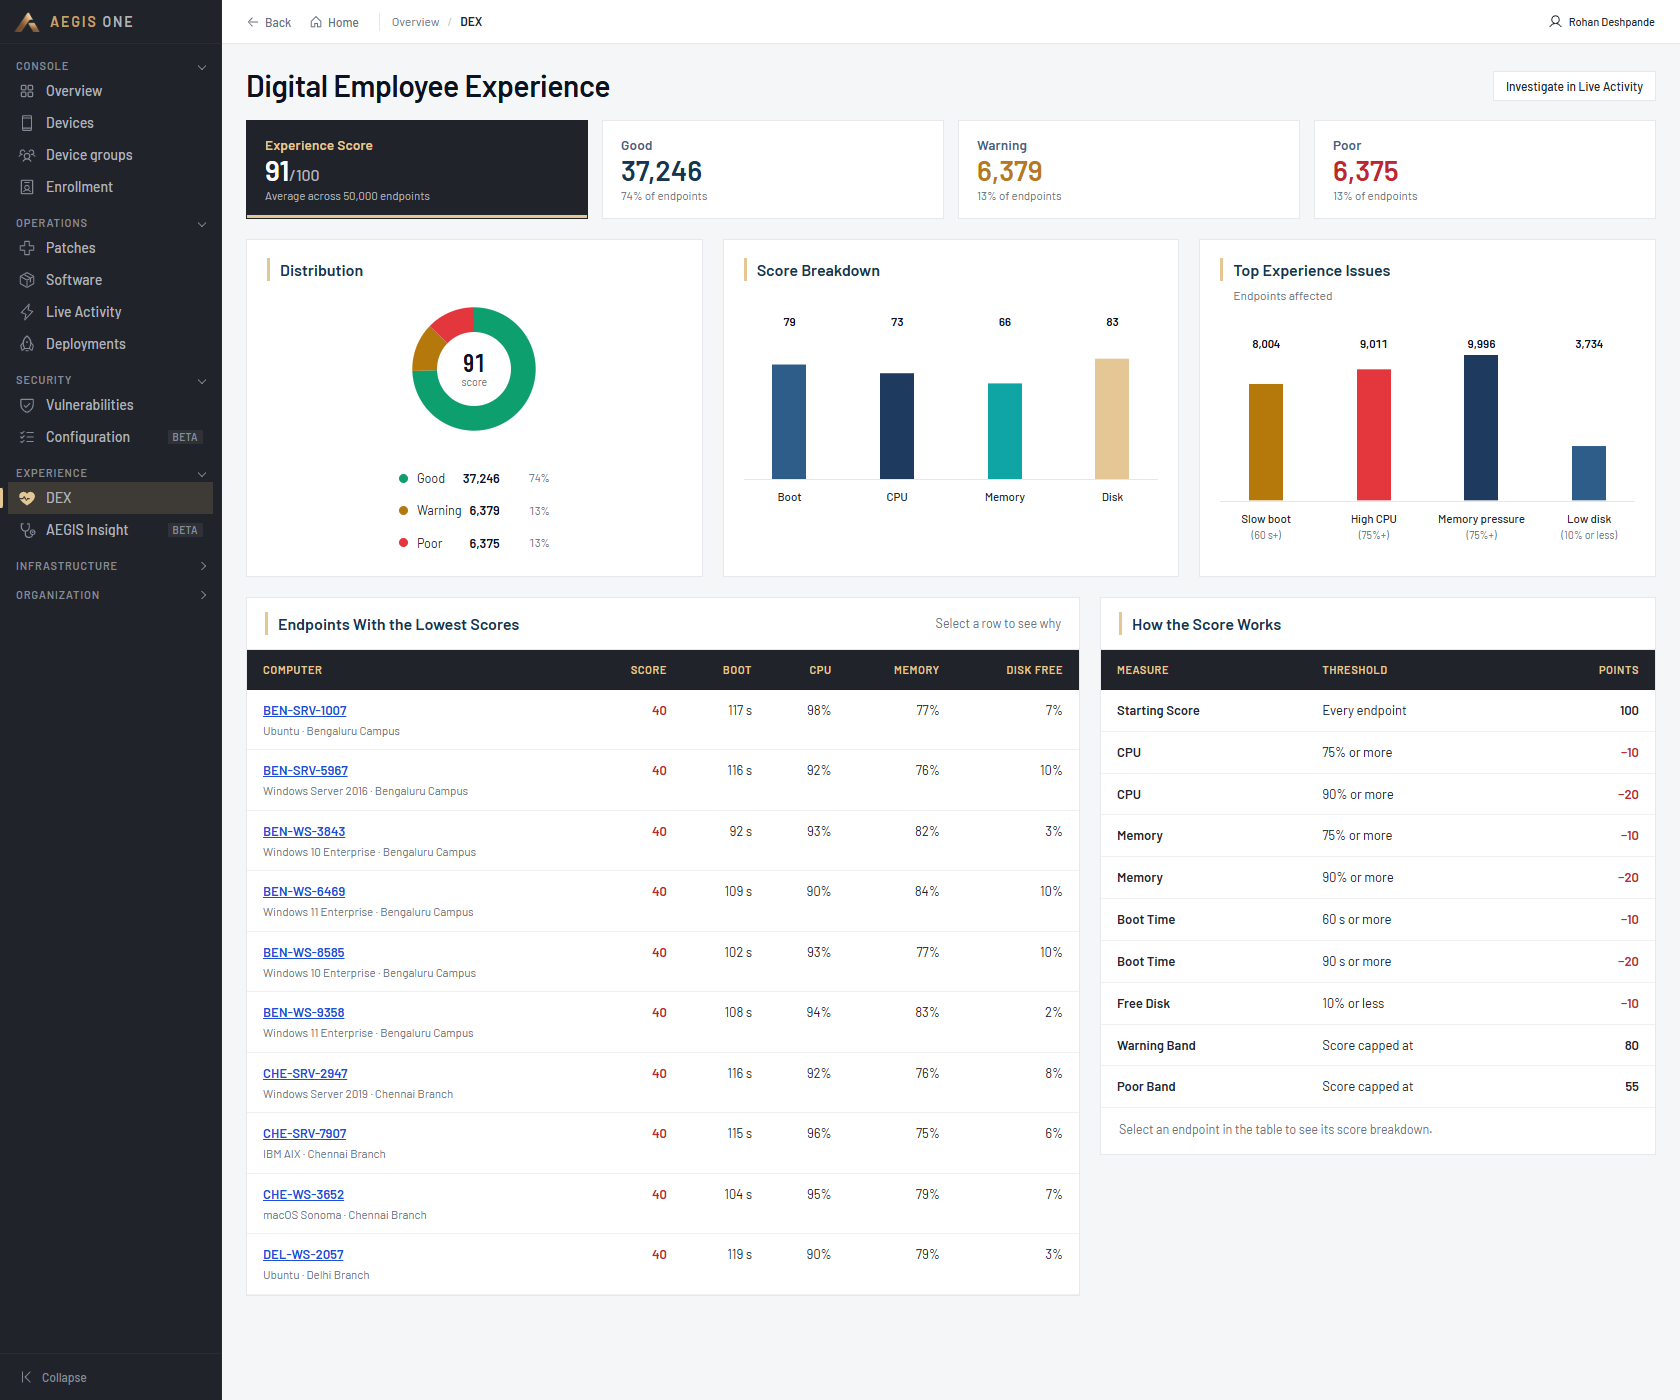 AEGIS ONE
CONSOLE
Overview
Devices
Device groups
Enrollment
OPERATIONS
Patches
Software
Live Activity
Deployments
SECURITY
Vulnerabilities
Configuration BETA
EXPERIENCE
DEX
AEGIS Insight BETA
INFRASTRUCTURE
ORGANIZATION
Collapse
Back Home Overview / DEX Rohan Deshpande
Digital Employee Experience
Investigate in Live Activity
Experience Score
91/100
Average across 50,000 endpoints
Good
37,246
74% of endpoints
Warning
6,379
13% of endpoints
Poor
6,375
13% of endpoints
Distribution
91
score
Good 37,246 74%
Warning 6,379 13%
Poor 6,375 13%
Score Breakdown
79 73 66 83
Boot CPU Memory Disk
Top Experience Issues
Endpoints affected
8,004 9,011 9,996 3,734
Slow boot High CPU Memory pressure Low disk
(60 s+) (75%+) (75%+) (10% or less)
Endpoints With the Lowest Scores Select a row to see why
COMPUTER SCORE BOOT CPU MEMORY DISK FREE
BEN-SRV-1007 40 117 s 98% 77% 7%
Ubuntu · Bengaluru Campus
BEN-SRV-5967 40 116 s 92% 76% 10%
Windows Server 2016 · Bengaluru Campus
BEN-WS-3843 40 92 s 93% 82% 3%
Windows 10 Enterprise · Bengaluru Campus
BEN-WS-6469 40 109 s 90% 84% 10%
Windows 11 Enterprise · Bengaluru Campus
BEN-WS-8585 40 102 s 93% 77% 10%
Windows 10 Enterprise · Bengaluru Campus
BEN-WS-9358 40 108 s 94% 83% 2%
Windows 11 Enterprise · Bengaluru Campus
CHE-SRV-2947 40 116 s 92% 76% 8%
Windows Server 2019 · Chennai Branch
CHE-SRV-7907 40 115 s 96% 75% 6%
IBM AIX · Chennai Branch
CHE-WS-3652 40 104 s 95% 79% 7%
macOS Sonoma · Chennai Branch
DEL-WS-2057 40 119 s 90% 79% 3%
Ubuntu · Delhi Branch
How the Score Works
MEASURE THRESHOLD POINTS
Starting Score Every endpoint 100
CPU 75% or more −10
CPU 90% or more −20
Memory 75% or more −10
Memory 90% or more −20
Boot Time 60 s or more −10
Boot Time 90 s or more −20
Free Disk 10% or less −10
Warning Band Score capped at 80
Poor Band Score capped at 55
Select an endpoint in the table to see its score breakdown.